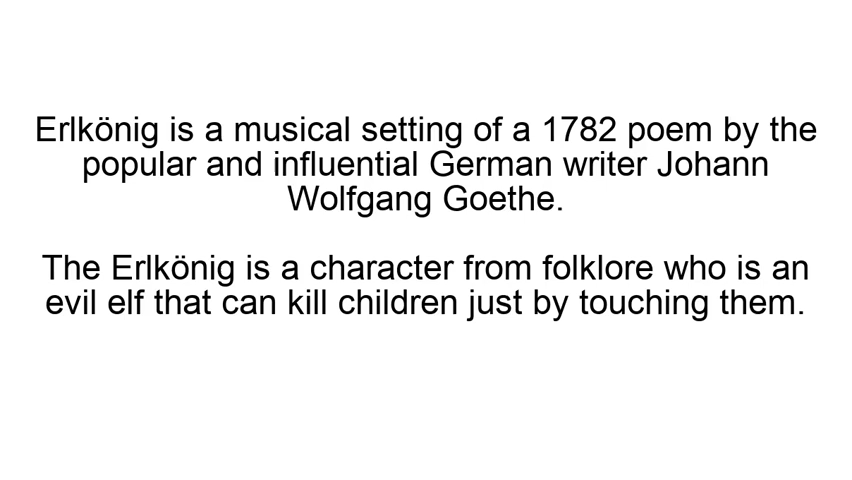 Erlkönig is a musical setting of a 1782 poem by the
popular and influential German writer Johann
Wolfgang Goethe.
The Erlkönig is a character from folklore who is an
evil elf that can kill children just by touching them.